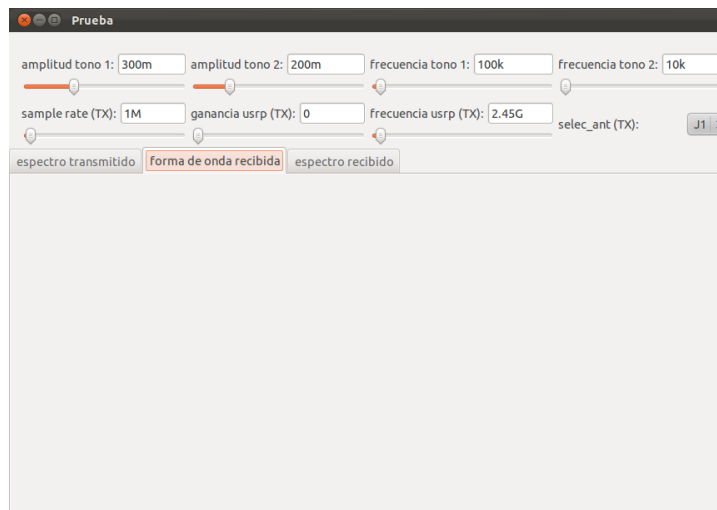 Prueba
amplitud tono 1: 300m amplitud tono 2: 200m frecuencia tono 1: 100k frecuencia tono 2: 10k
sample rate (TX): 1M ganancia usrp (TX): 0 frecuencia usrp (TX): 2.45G selec_ant (TX): J1
espectro transmitido forma de onda recibida espectro recibido